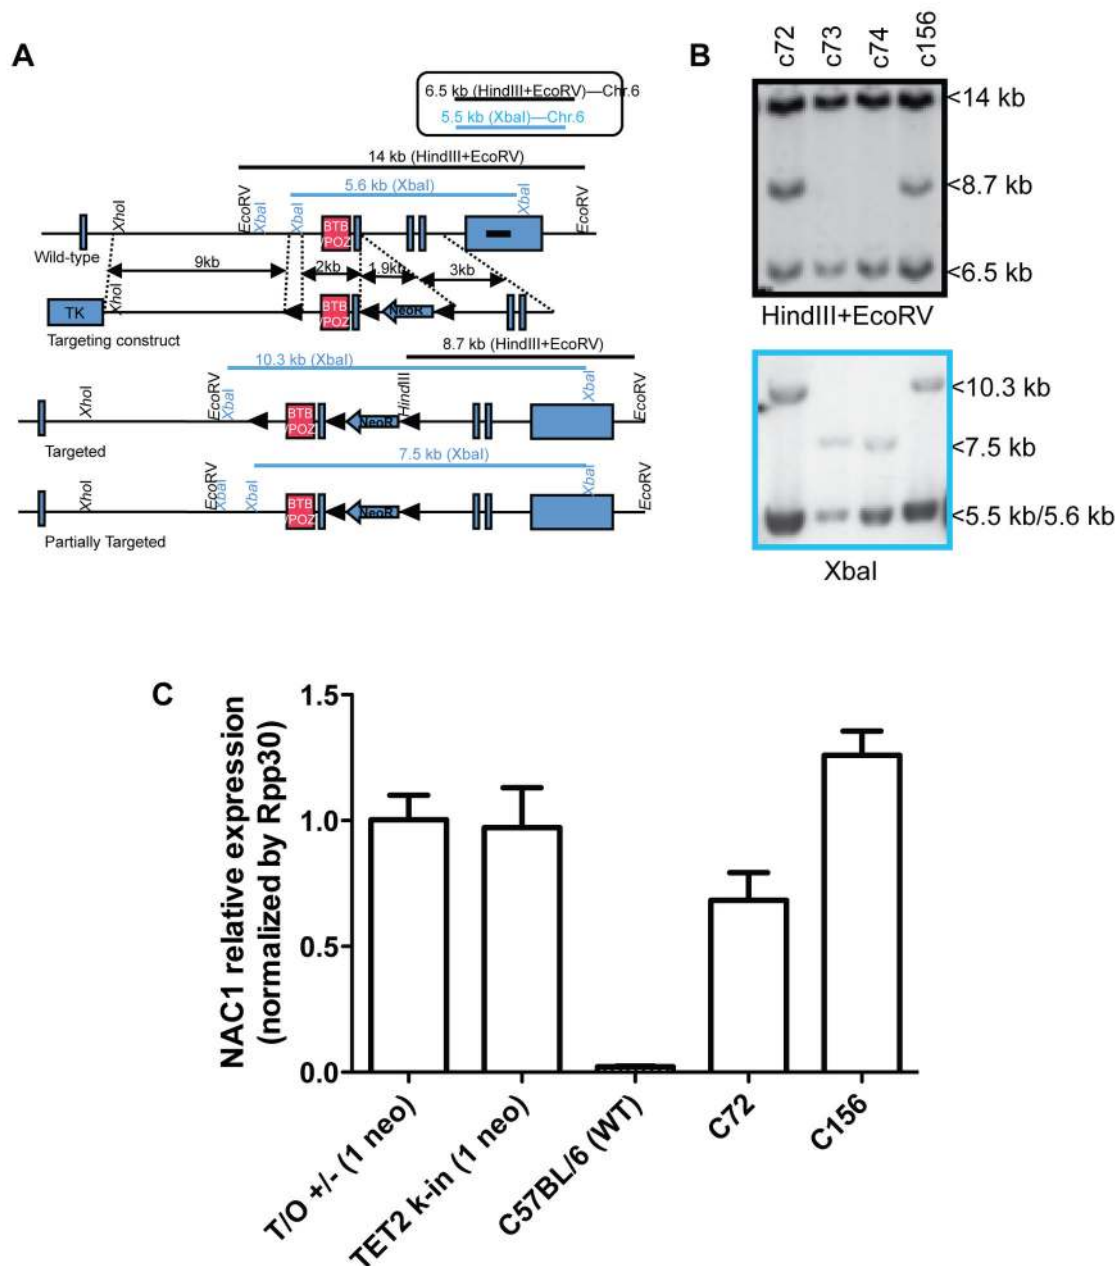 A
6.5 kb (HindIII+EcoRV)—Chr.6
5.5 kb (XbaI)—Chr.6
14 kb (HindIII+EcoRV)
5.6 kb (XbaI)
XhoI
EcoRV
XbaI
XbaI
XbaI
EcoRV
BTB
/POZ
Wild-type
9kb
2kb
1.9kb
3kb
TK
XhoI
BTB
/POZ
NeoR
Targeting construct
8.7 kb (HindIII+EcoRV)
10.3 kb (XbaI)
XhoI
EcoRV
XbaI
HindIII
XbaI
EcoRV
BTB
/POZ
NeoR
Targeted
7.5 kb (XbaI)
XhoI
EcoRV
XbaI
XbaI
XbaI
EcoRV
BTB
/POZ
NeoR
Partially Targeted
B
c72
c73
c74
c156
<14 kb
<8.7 kb
<6.5 kb
HindIII+EcoRV
<10.3 kb
<7.5 kb
<5.5 kb/5.6 kb
XbaI
C
NAC1 relative expression
(normalized by Rpp30)
1.5
1.0
0.5
0.0
T/O +/- (1 neo)
TET2 k-in (1 neo)
C57BL/6 (WT)
C72
C156